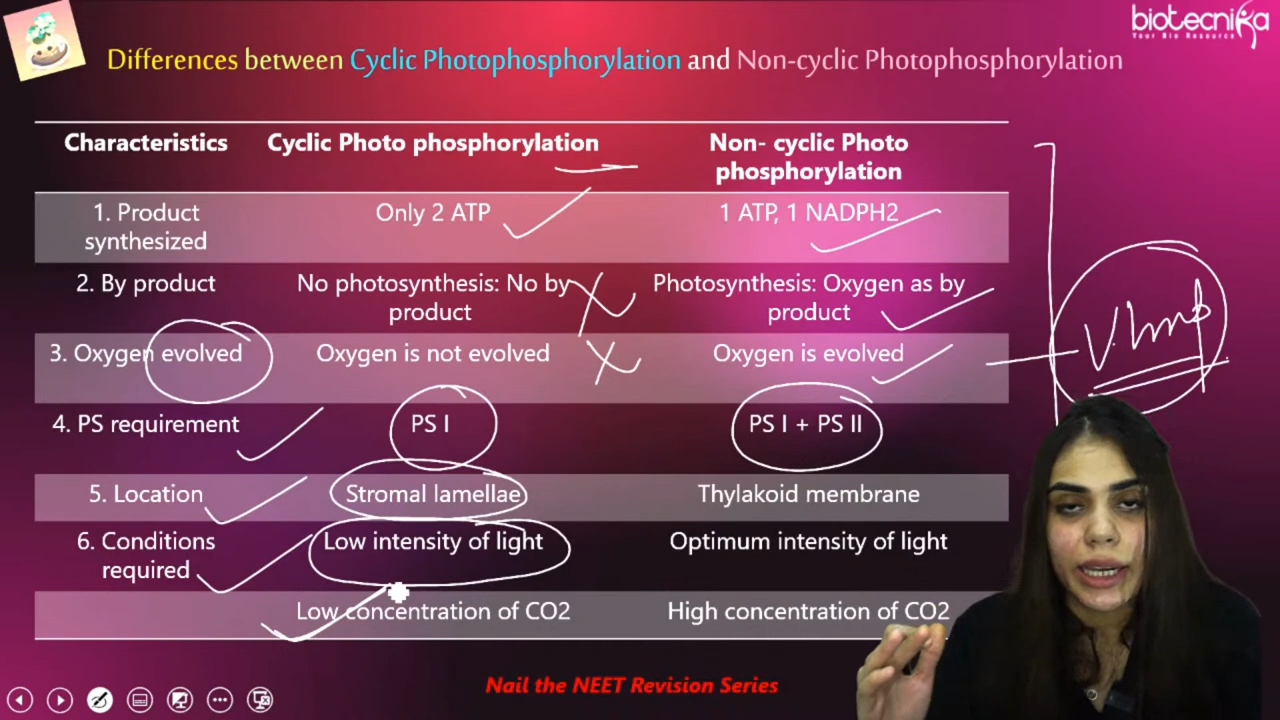 biotecnika
Your Bio Resource
Differences between Cyclic Photophosphorylation and Non-cyclic Photophosphorylation
Characteristics Cyclic Photo phosphorylation Non- cyclic Photo
phosphorylation
1. Product Only 2 ATP 1 ATP, 1 NADPH2
synthesized
2. By product No photosynthesis: No by Photosynthesis: Oxygen as by
product product
3. Oxygen evolved Oxygen is not evolved Oxygen is evolved
V.Imp
4. PS requirement PS I PS I + PS II
5. Location Stromal lamellae Thylakoid membrane
6. Conditions Low intensity of light Optimum intensity of light
required
Low concentration of CO2 High concentration of CO2
Nail the NEET Revision Series